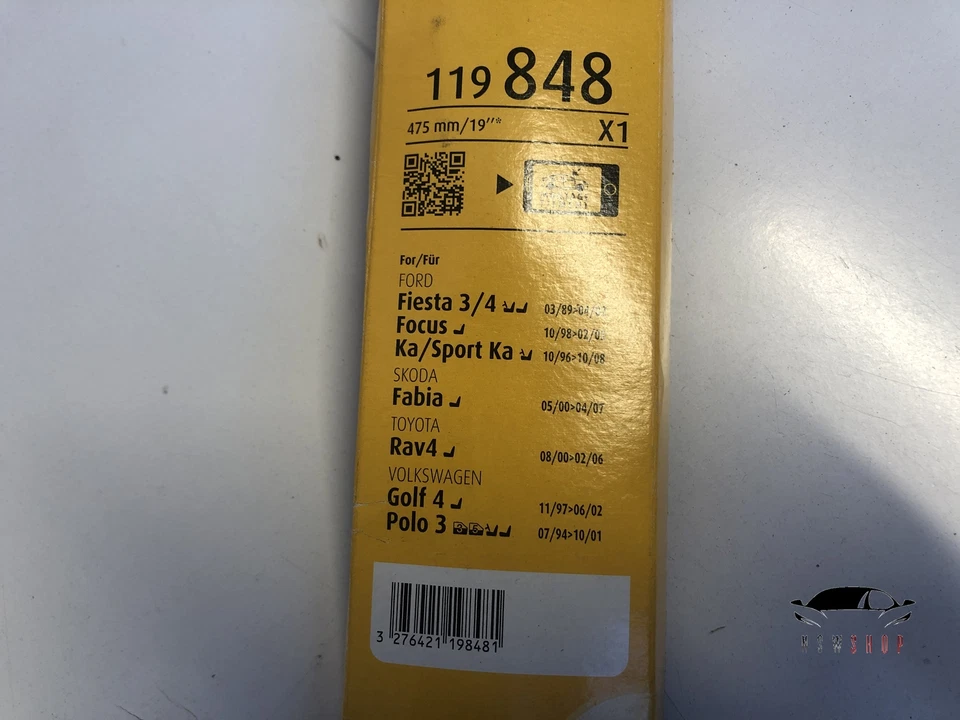 119 848
475 mm/19''*
X1
For/Für
FORD
Fiesta 3/4 03/89>04/02
Focus 10/98>02/05
Ka/Sport Ka 10/96>10/08
SKODA
Fabia 05/00>04/07
TOYOTA
Rav4 08/00>02/06
VOLKSWAGEN
Golf 4 11/97>06/02
Polo 3 07/94>10/01
3 276421 198481